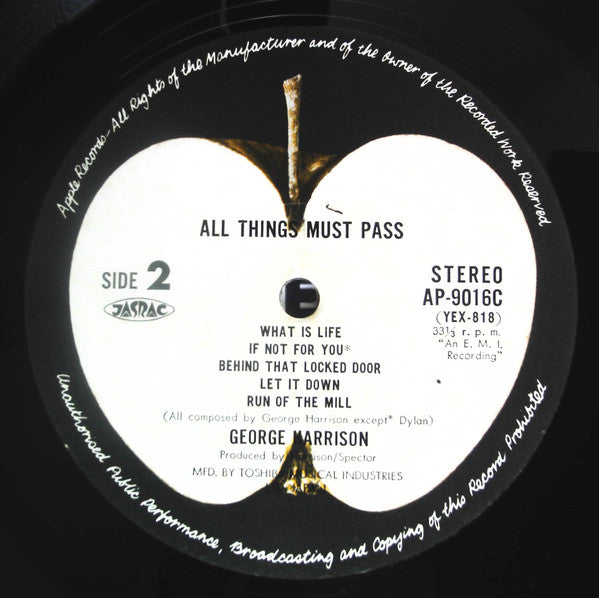 Apple Records–All Rights of the Manufacturer and of the Owner of the Recorded Work Reserved
ALL THINGS MUST PASS
SIDE 2
JASRAC
STEREO
AP-9016C
(YEX-818)
33⅓ r. p. m.
"An E. M. I.
Recording"
WHAT IS LIFE
IF NOT FOR YOU*
BEHIND THAT LOCKED DOOR
LET IT DOWN
RUN OF THE MILL
(All composed by George Harrison except* Dylan)
GEORGE HARRISON
Produced by Harrison/Spector
MFD. BY TOSHIBA MUSICAL INDUSTRIES
Unauthorised Public Performance, Broadcasting and Copying of this Record Prohibited